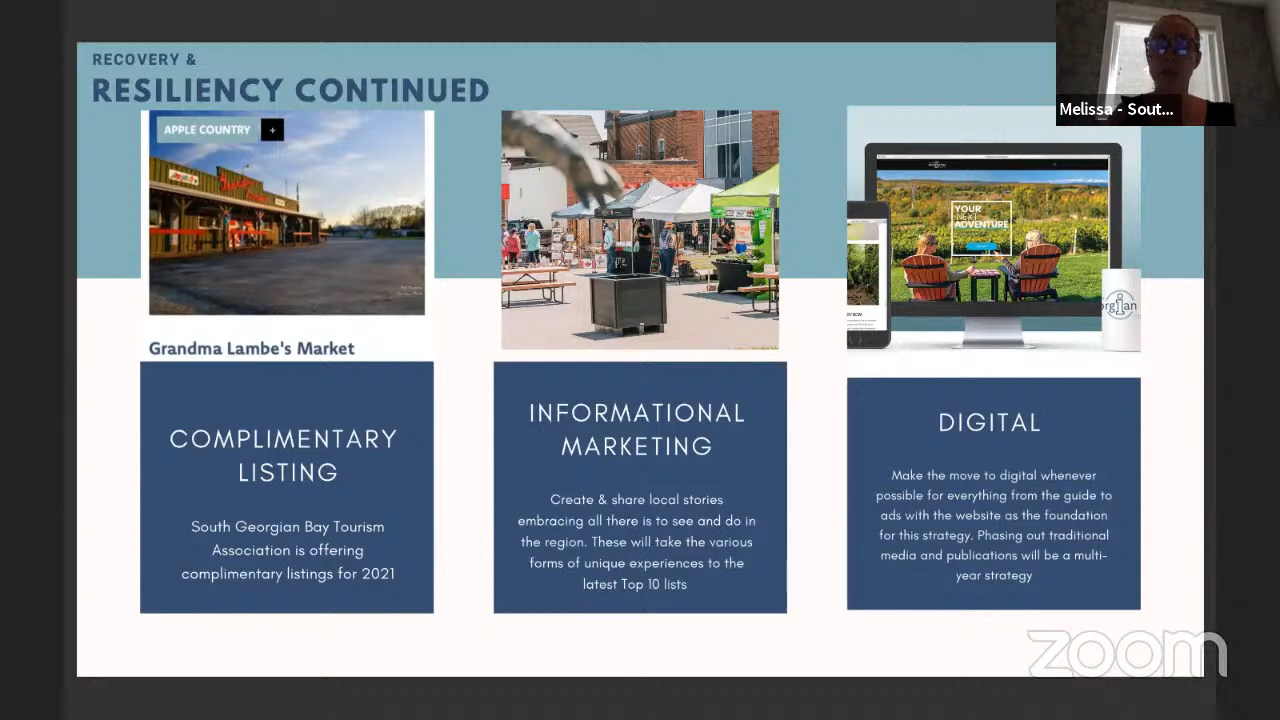 RECOVERY &
RESILIENCY CONTINUED
Melissa - Sout...
APPLE COUNTRY +
Grandma Lambe's Market
COMPLIMENTARY
LISTING
South Georgian Bay Tourism
Association is offering
complimentary listings for 2021
INFORMATIONAL
MARKETING
Create & share local stories
embracing all there is to see and do in
the region. These will take the various
forms of unique experiences to the
latest Top 10 lists
YOUR
NEXT
ADVENTURE
DIGITAL
Make the move to digital whenever
possible for everything from the guide to
ads with the website as the foundation
for this strategy. Phasing out traditional
media and publications will be a multi-
year strategy
zoom